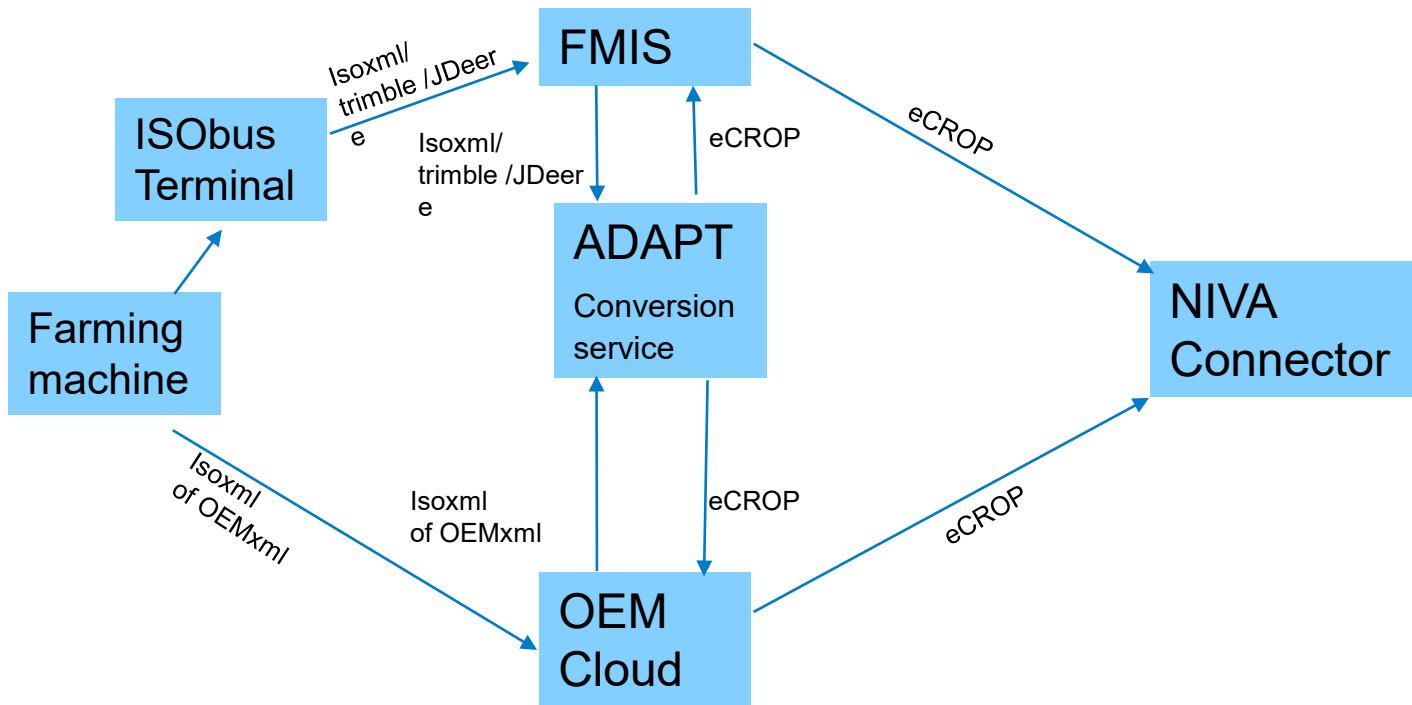 FMIS
Isoxml/
trimble /JDeer
e
ISObus
Terminal
Isoxml/
trimble /JDeer
e
eCROP
eCROP
ADAPT
Conversion
service
NIVA
Connector
Farming
machine
Isoxml
of OEMxml
Isoxml
of OEMxml
eCROP
eCROP
OEM
Cloud